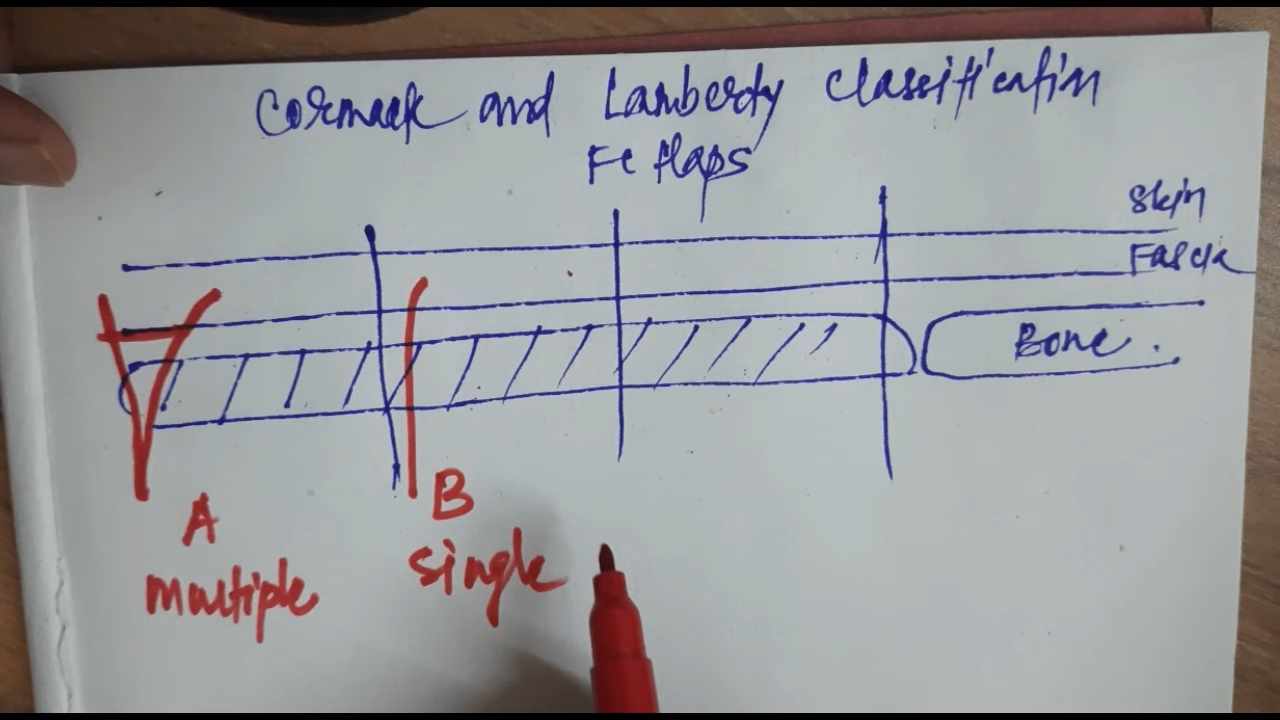 Cormack and Lamberty Classification
FC flaps
Skin
Fascia
Bone.
A
multiple
B
single